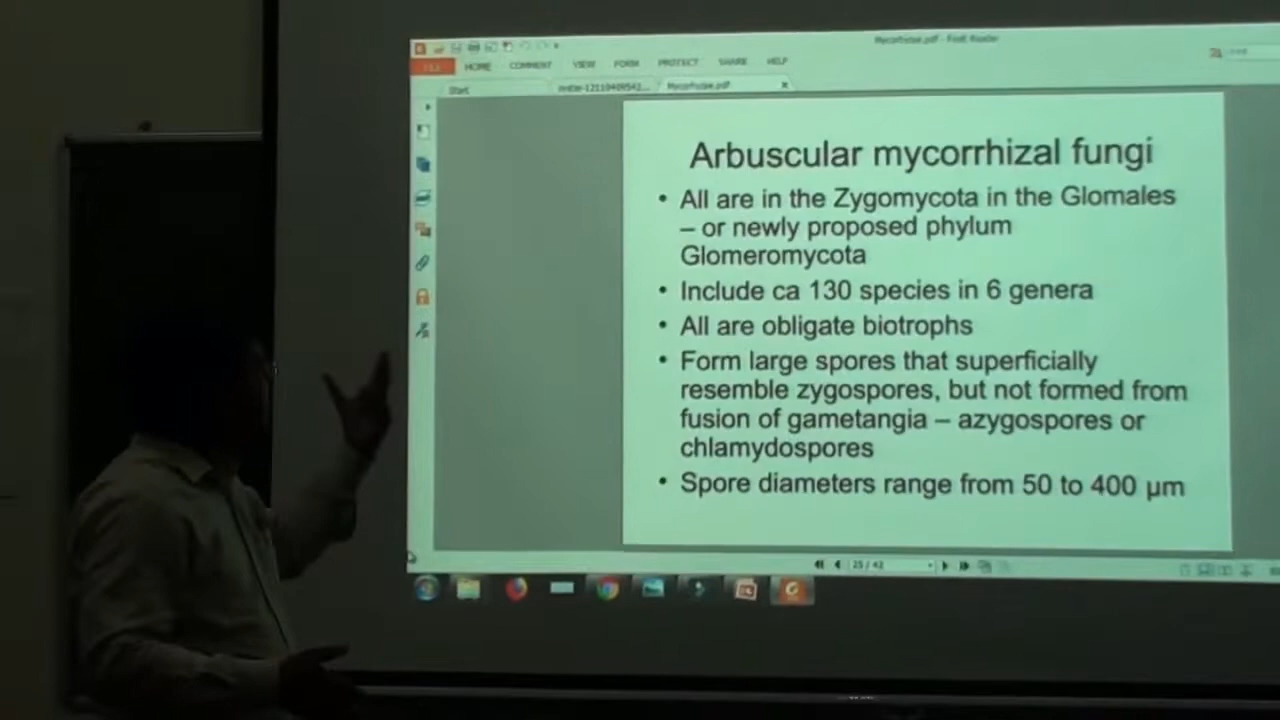 Mycorrhizae.pdf - Foxit Reader
HOME COMMENT VIEW FORM PROTECT SHARE HELP
Start
Mycorrhizae.pdf
Arbuscular mycorrhizal fungi
• All are in the Zygomycota in the Glomales
– or newly proposed phylum
Glomeromycota
• Include ca 130 species in 6 genera
• All are obligate biotrophs
• Form large spores that superficially
resemble zygospores, but not formed from
fusion of gametangia – azygospores or
chlamydospores
• Spore diameters range from 50 to 400 µm
25 / 42